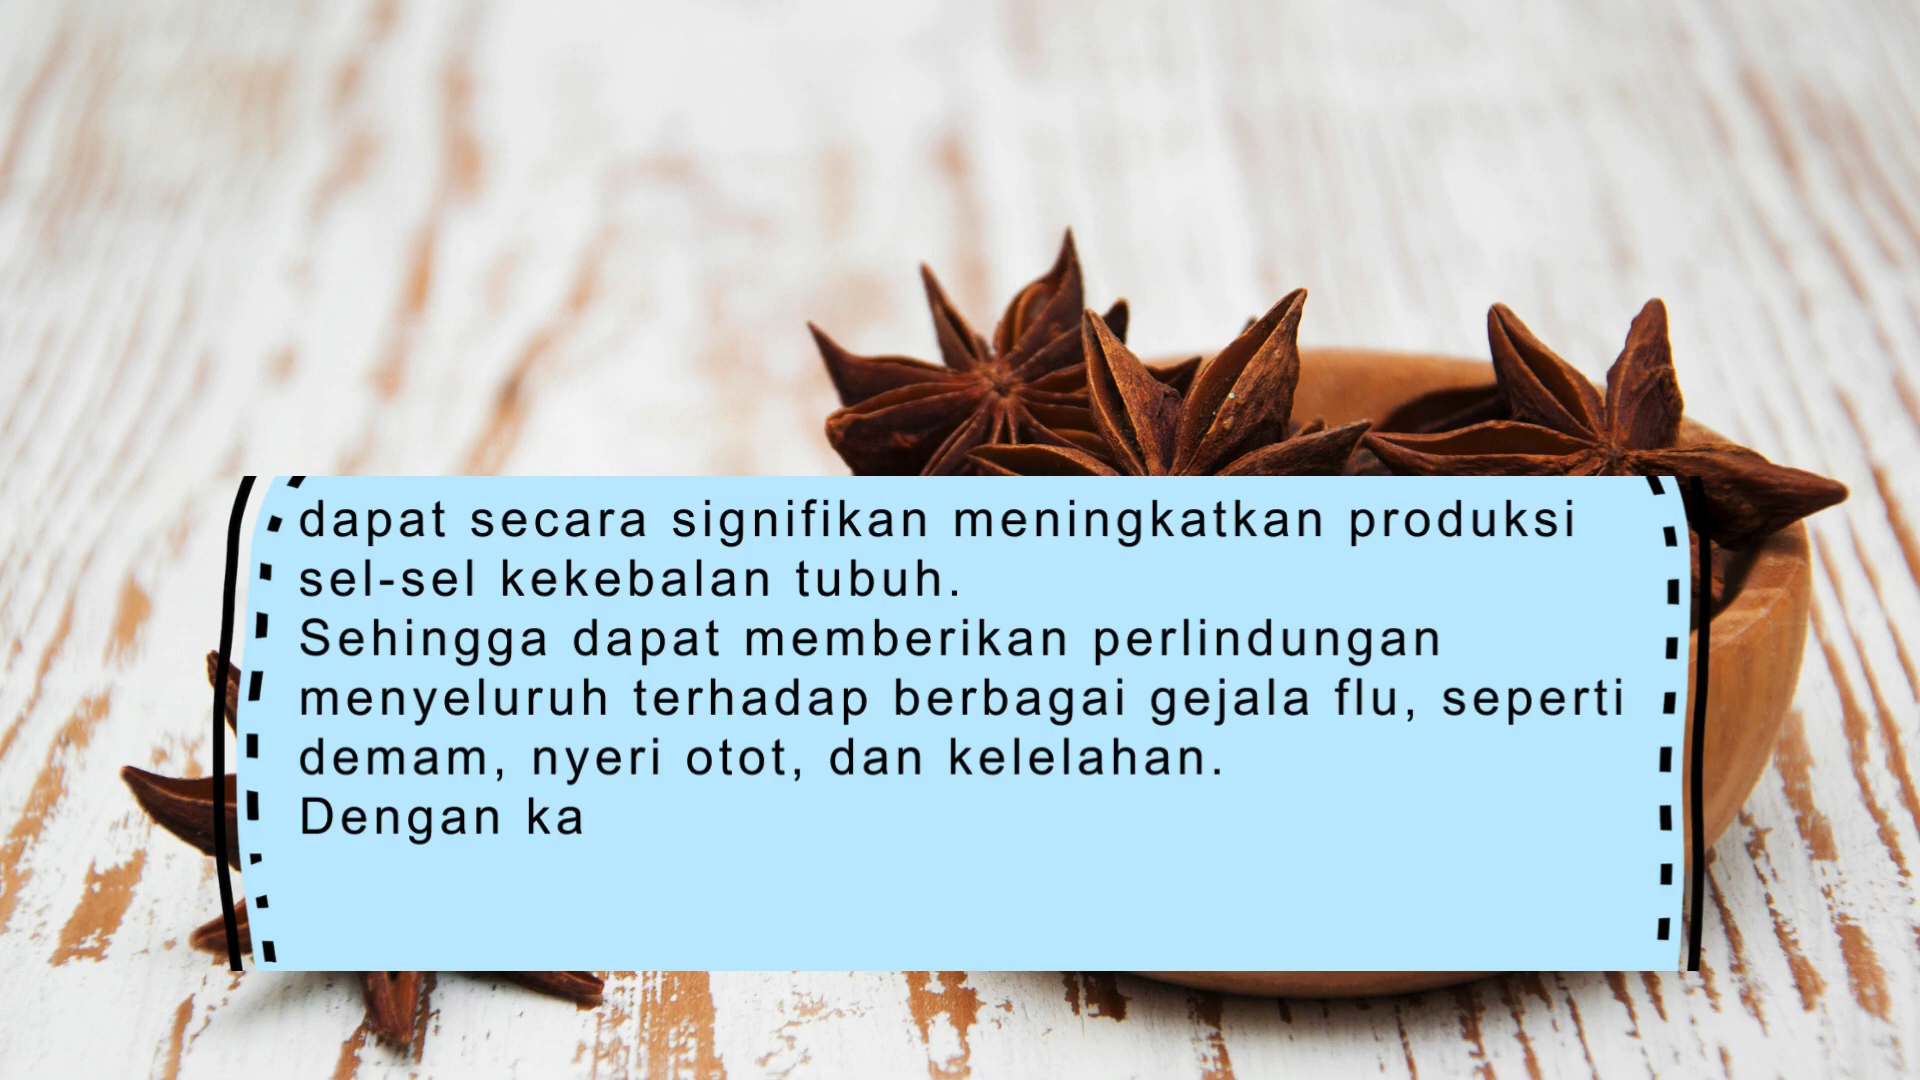 dapat secara signifikan meningkatkan produksi
sel-sel kekebalan tubuh.
Sehingga dapat memberikan perlindungan
menyeluruh terhadap berbagai gejala flu, seperti
demam, nyeri otot, dan kelelahan.
Dengan ka